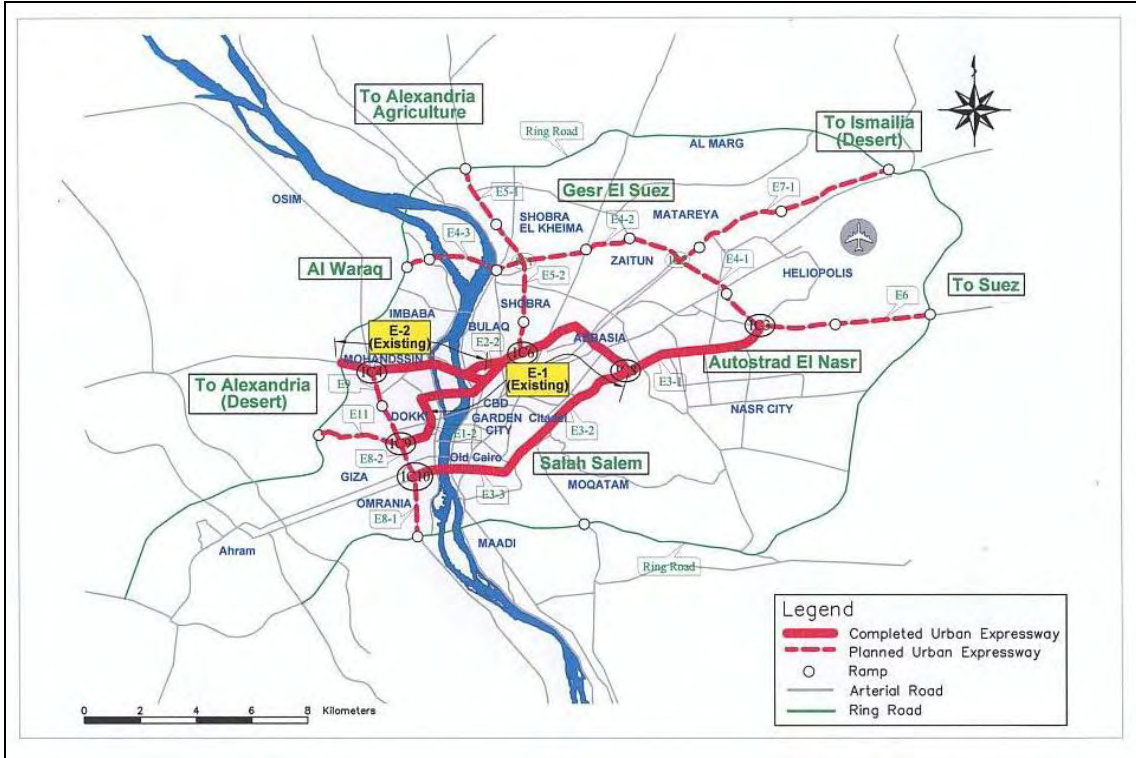 To Alexandria
Agriculture
Ring Road
AL MARG
To Ismailia
(Desert)
OSIM
E5-1
Gesr El Suez
E7-1
SHOBRA
EL KHEIMA
MATAREYA
E4-2
E4-3
ZAITUN
E4-1
Al Waraq
E5-2
HELIOPOLIS
To Suez
E6
SHOBRA
IMBABA
BULAQ
E-2
(Existing)
E2-2
IC6
ABBASIA
IC3
MOHANDSSIN
IC4
E-1
(Existing)
Autostrad El Nasr
E9
E3-1
To Alexandria
(Desert)
CBD
NASR CITY
E11
DOKKI
GARDEN
CITY
Citadel
E1-2
E3-2
IC9
E8-2
Old Cairo
Salah Salem
GIZA
IC10
E3-3
MOQATAM
OMRANIA
E8-1
Ahram
MAADI
Ring Road
Legend
Completed Urban Expressway
Planned Urban Expressway
Ramp
Arterial Road
Ring Road
0 2 4 6 8 Kilometers